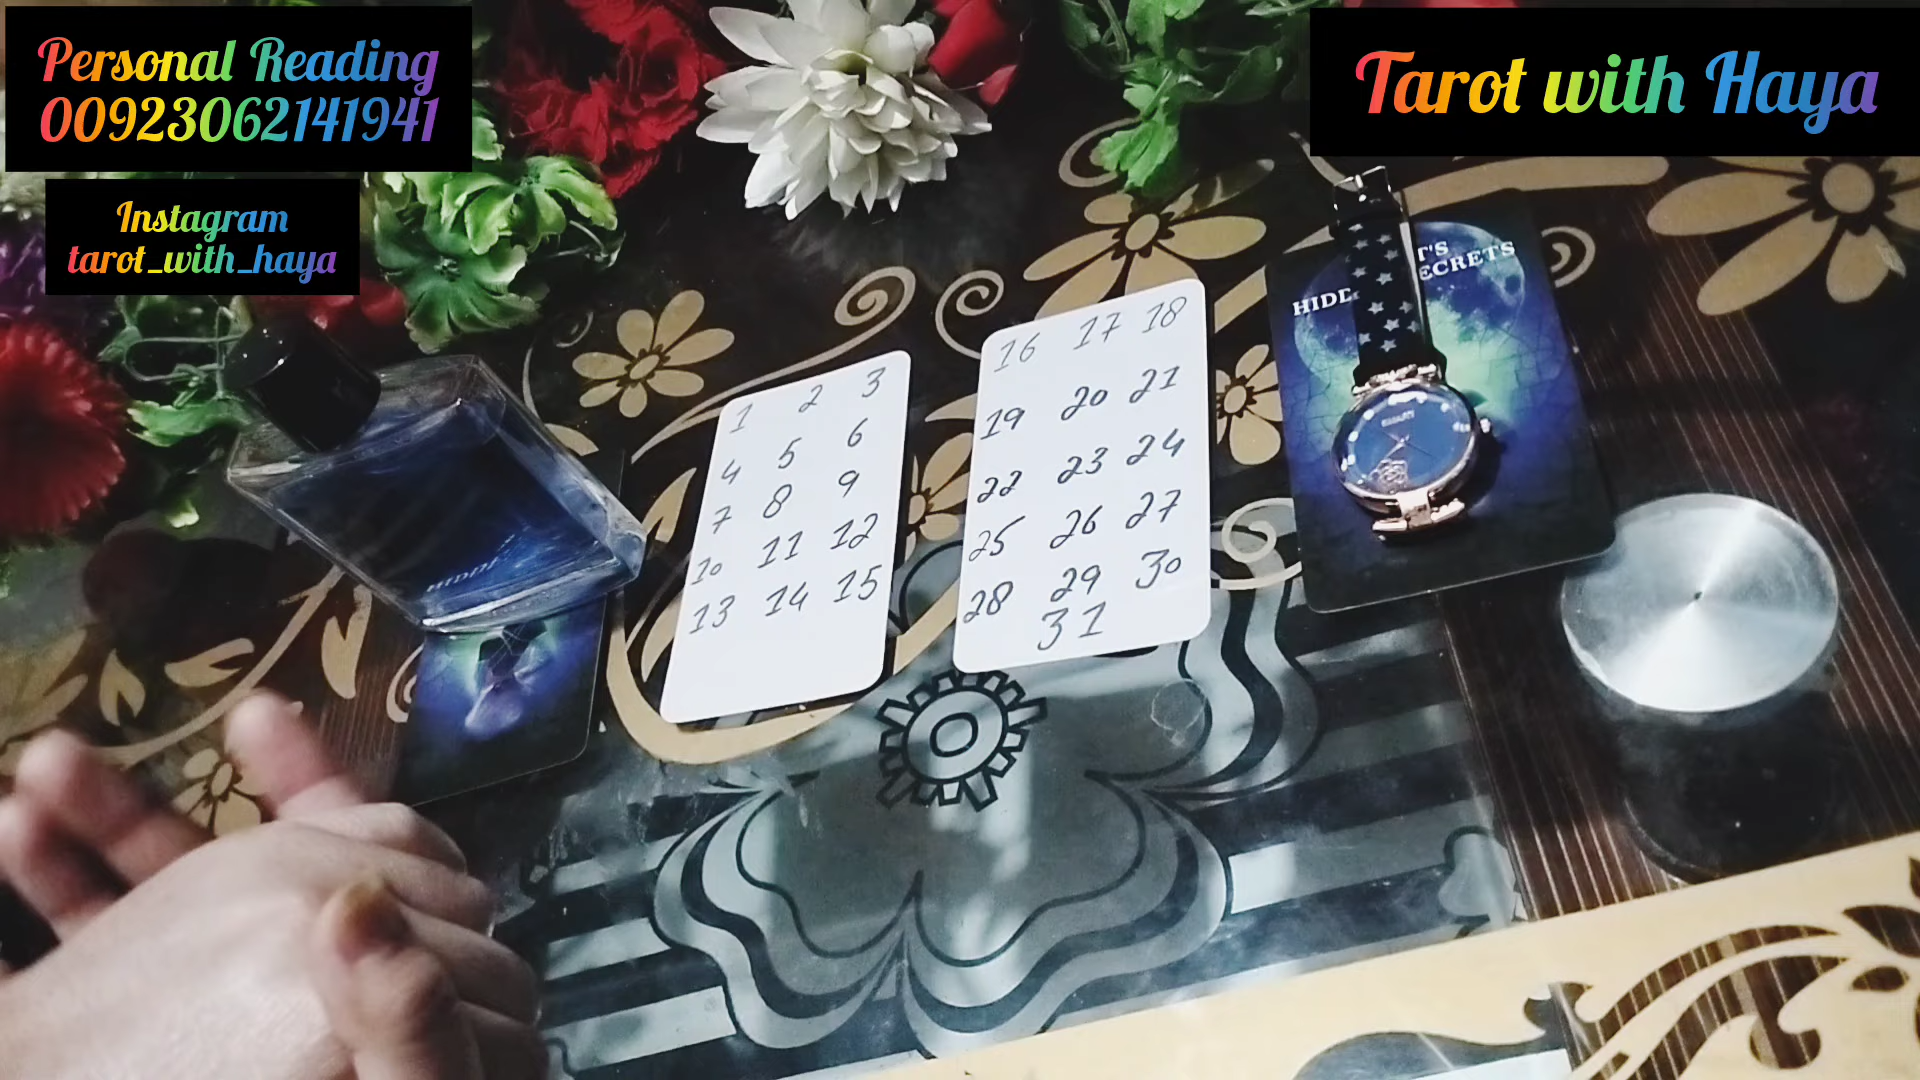 Personal Reading
00923062141941
Instagram
tarot_with_haya
Tarot with Haya
1 2 3
4 5 6
7 8 9
10 11 12
13 14 15
16 17 18
19 20 21
22 23 24
25 26 27
28 29 30
31
T'S
HIDD ECRETS